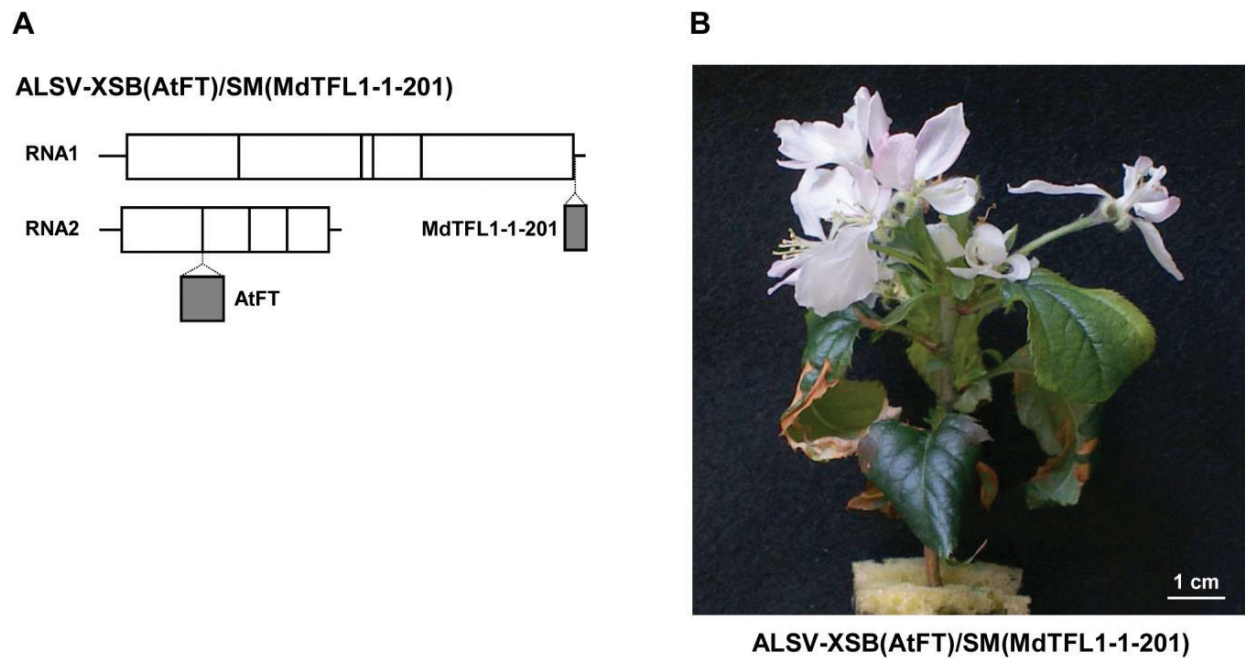 A
ALSV-XSB(AtFT)/SM(MdTFL1-1-201)
RNA1
RNA2
MdTFL1-1-201
AtFT
B
1 cm
ALSV-XSB(AtFT)/SM(MdTFL1-1-201)